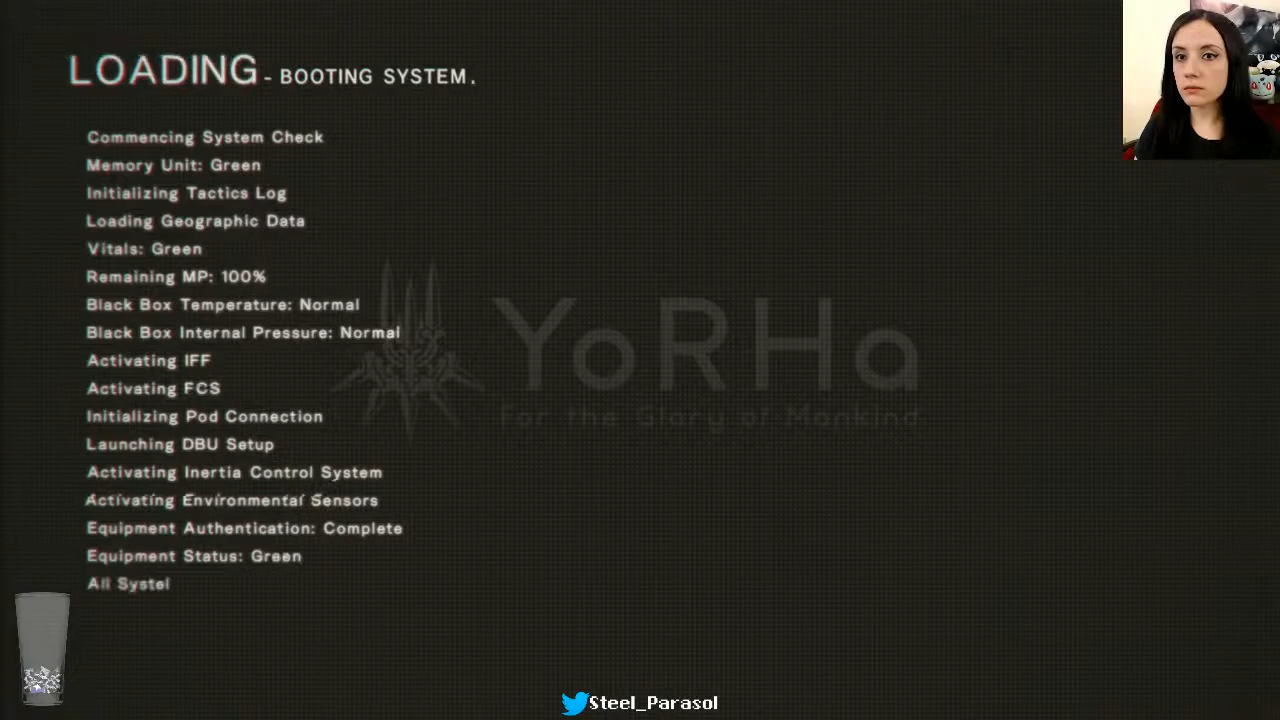 LOADING - BOOTING SYSTEM.
Commencing System Check
Memory Unit: Green
Initializing Tactics Log
Loading Geographic Data
Vitals: Green
Remaining MP: 100%
Black Box Temperature: Normal
Black Box Internal Pressure: Normal
Activating IFF
Activating FCS
Initializing Pod Connection
Launching DBU Setup
Activating Inertia Control System
Activating Environmental Sensors
Equipment Authentication: Complete
Equipment Status: Green
All Systel
YoRHa
For the Glory of Mankind
Steel_Parasol